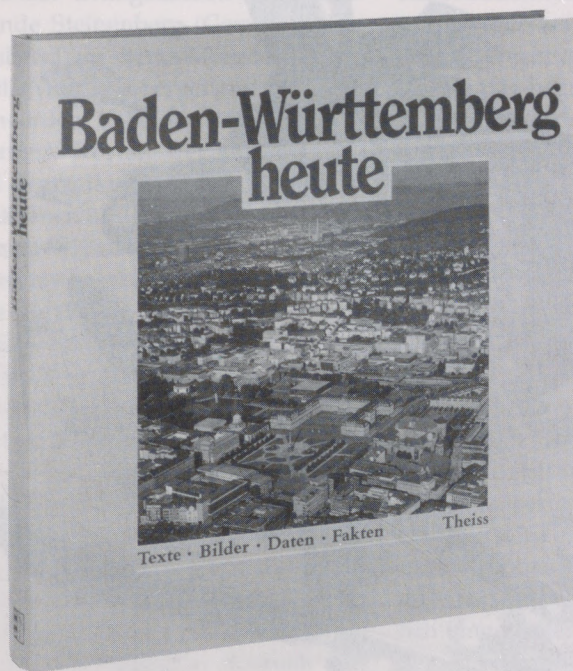 Baden-Württemberg
heute
Texte · Bilder · Daten · Fakten
Theiss
Baden-Württemberg
heute